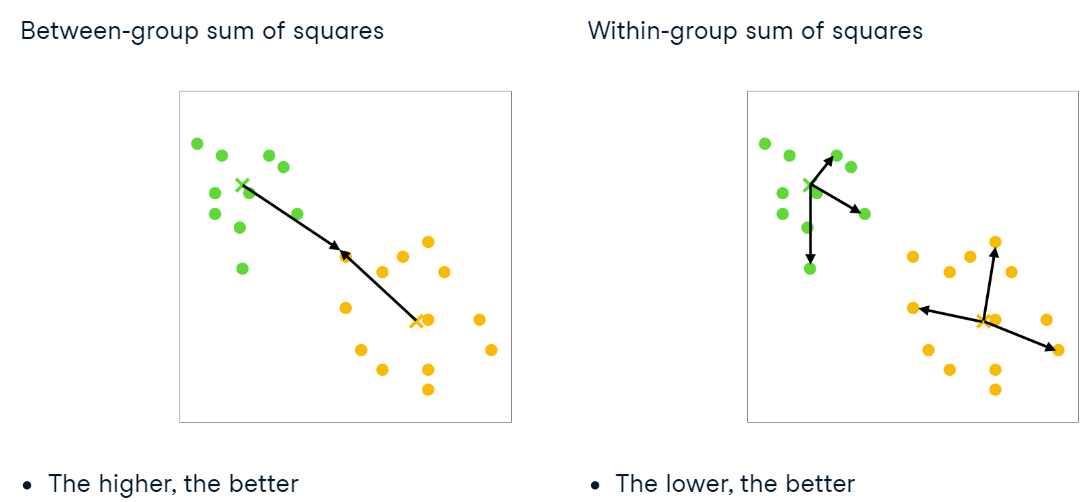 Between-group sum of squares
Within-group sum of squares
• The higher, the better
• The lower, the better